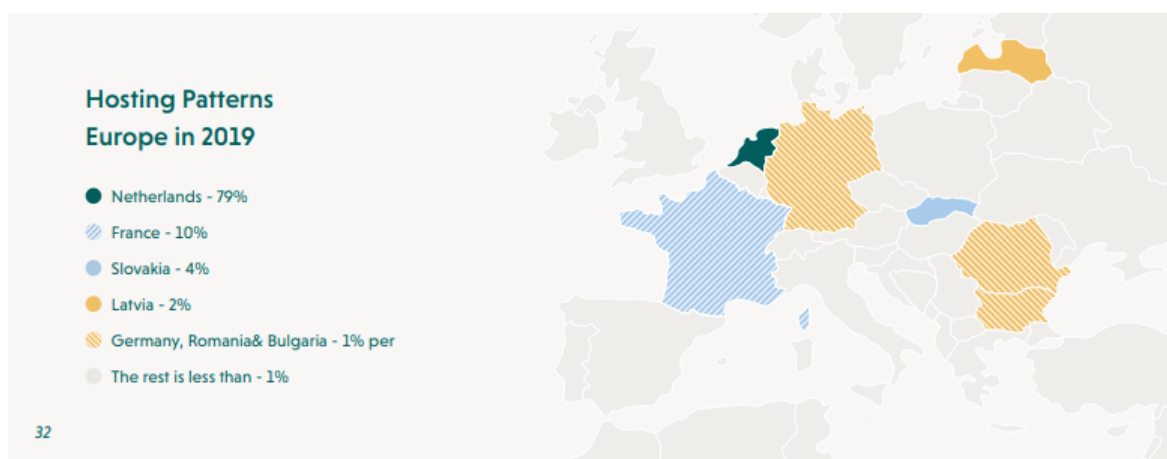 Hosting Patterns
Europe in 2019
Netherlands - 79%
France - 10%
Slovakia - 4%
Latvia - 2%
Germany, Romania& Bulgaria - 1% per
The rest is less than - 1%
32